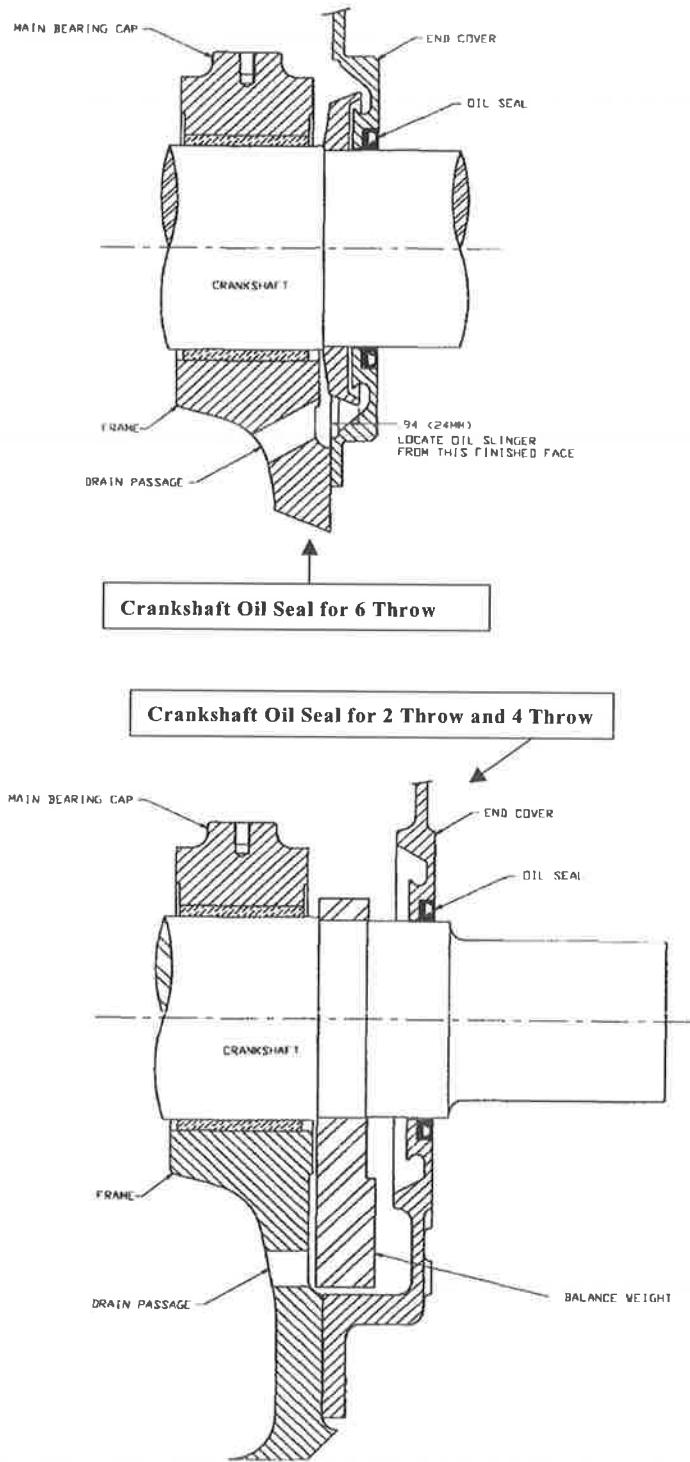 MAIN BEARING CAP
END COVER
OIL SEAL
CRANKSHAFT
FRAME
.94 (24MM)
LOCATE OIL SLINGER
FROM THIS FINISHED FACE
DRAIN PASSAGE
Crankshaft Oil Seal for 6 Throw
Crankshaft Oil Seal for 2 Throw and 4 Throw
MAIN BEARING CAP
END COVER
OIL SEAL
CRANKSHAFT
FRAME
DRAIN PASSAGE
BALANCE WEIGHT